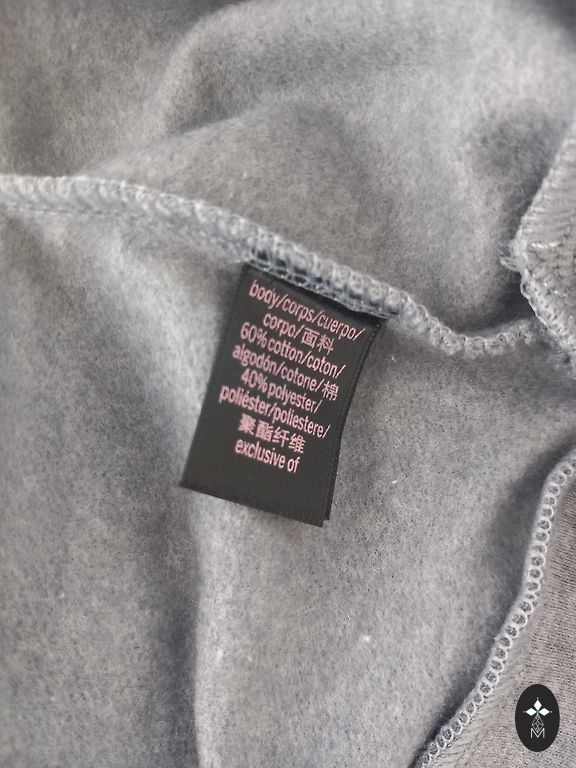 body/corps/cuerpo/
corpo/面料
60% cotton/coton/
algodón/cotone/棉
40% polyester/
poliéster/poliestere/
聚酯纤维
exclusive of
M